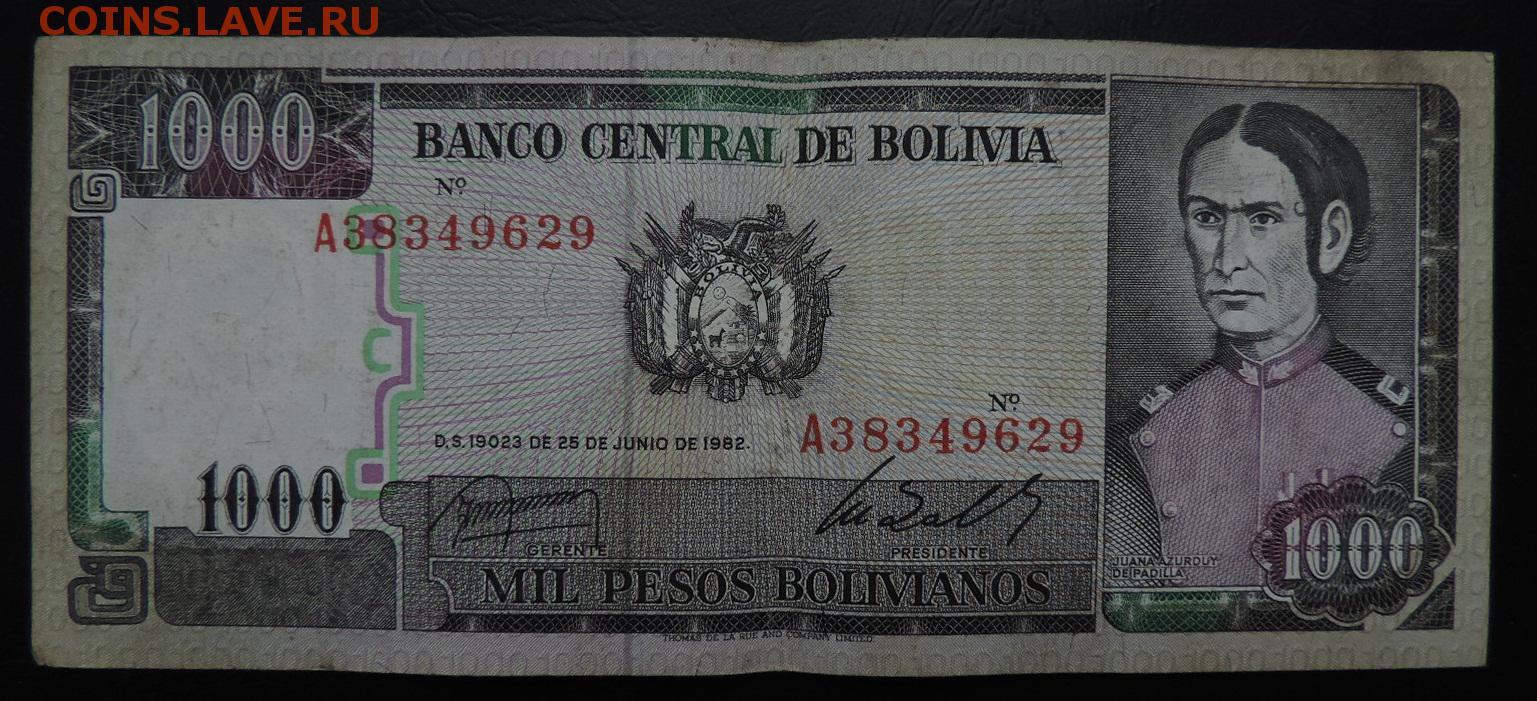 COINS.LAVE.RU
1000
BANCO CENTRAL DE BOLIVIA
Nº
A38349629
BOLIVIA
Nº
A38349629
D.S. 19023 DE 25 DE JUNIO DE 1982.
1000
GERENTE
PRESIDENTE
MIL PESOS BOLIVIANOS
JUANA AZURDUY
DE PADILLA
1000
THOMAS DE LA RUE AND COMPANY LIMITED.